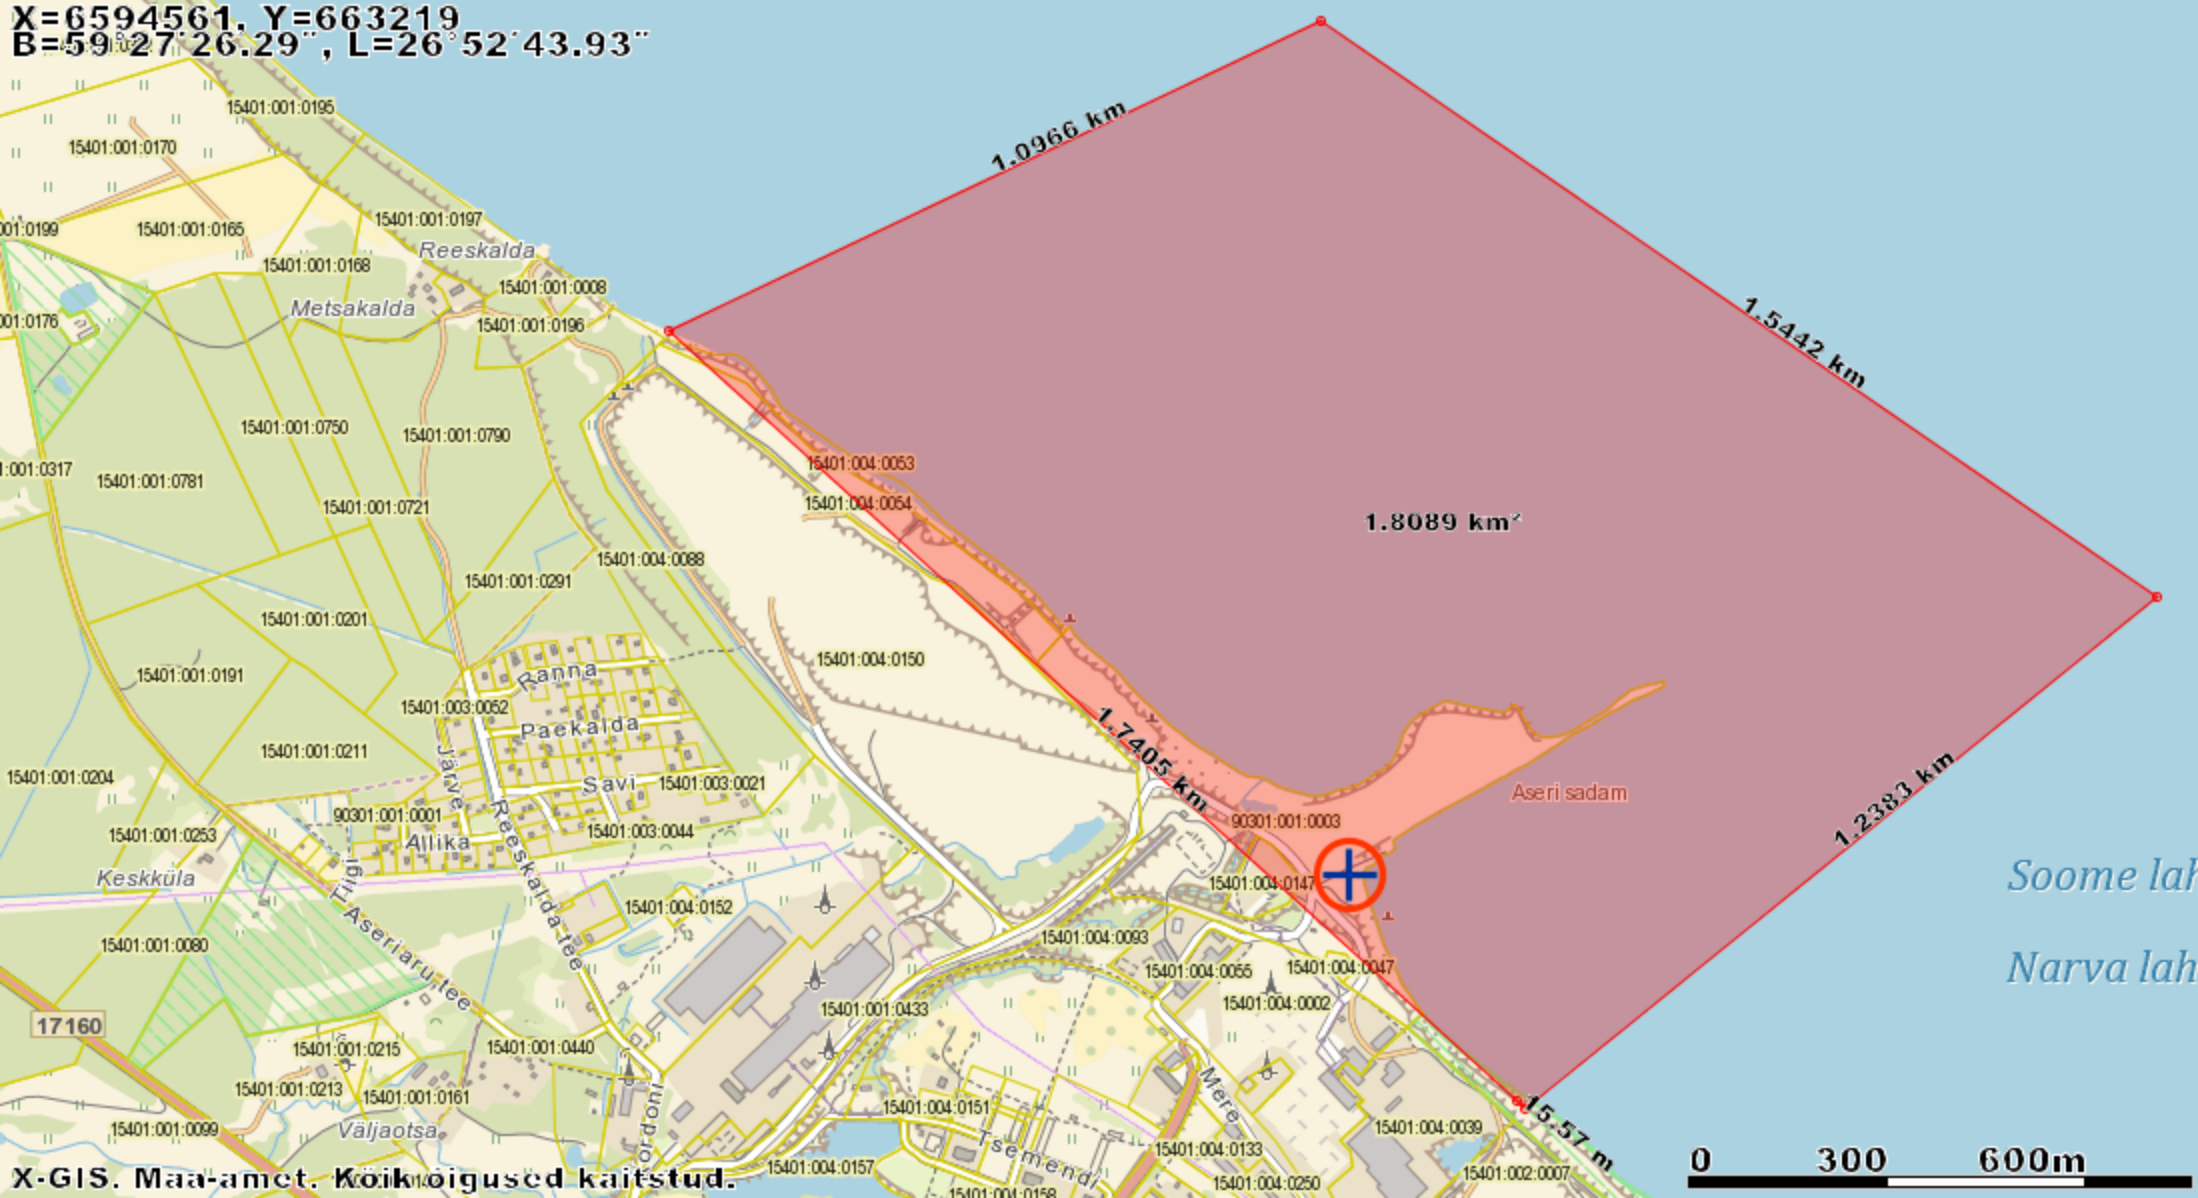 X=6594561, Y=663219
B=59°27'26.29", L=26°52'43.93"
15401:001:0195
1.0966 km
15401:001:0170
15401:001:0197
001:0199
15401:001:0165
Reeskalda
15401:001:0168
15401:001:0008
Metsakalda
001:0176
15401:001:0196
1.5442 km
15401:001:0750
15401:001:0790
1:001:0317
15401:004:0053
15401:001:0781
15401:004:0054
15401:001:0721
1.8089 km²
15401:004:0088
15401:001:0291
15401:001:0201
15401:004:0150
15401:001:0191
Ranna
15401:003:0052
Paekalda
1.7405 km
15401:001:0211
Järve
15401:001:0204
Savi
15401:003:0021
Aseri sadam
1.2383 km
90301:001:0001
90301:001:0003
15401:001:0253
15401:003:0044
Allika
Reeskalda tee
Keskküla
Tiigi
15401:004:0147
Soome lah
15401:004:0152
Aseriaru tee
15401:001:0080
15401:004:0093
15401:004:0055
15401:004:0047
Narva lah
15401:004:0002
15401:001:0433
17160
15401:001:0215
15401:001:0440
15401:001:0213
15401:001:0161
Mere
15401:004:0151
15401:001:0099
Väljaotsa
Kordoni
Tsemendi
15401:004:0039
15.57 m
15401:004:0133
15401:004:0157
15401:002:0007
0 300 600m
X-GIS. Maa-amet. Kõik õigused kaitstud.
15401:004:0250
15401:004:0158